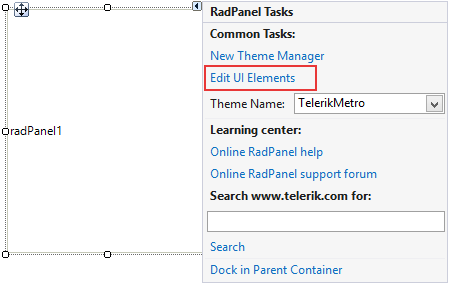 RadPanel Tasks
Common Tasks:
New Theme Manager
Edit UI Elements
Theme Name: TelerikMetro
radPanel1
Learning center:
Online RadPanel help
Online RadPanel support forum
Search www.telerik.com for:
Search
Dock in Parent Container